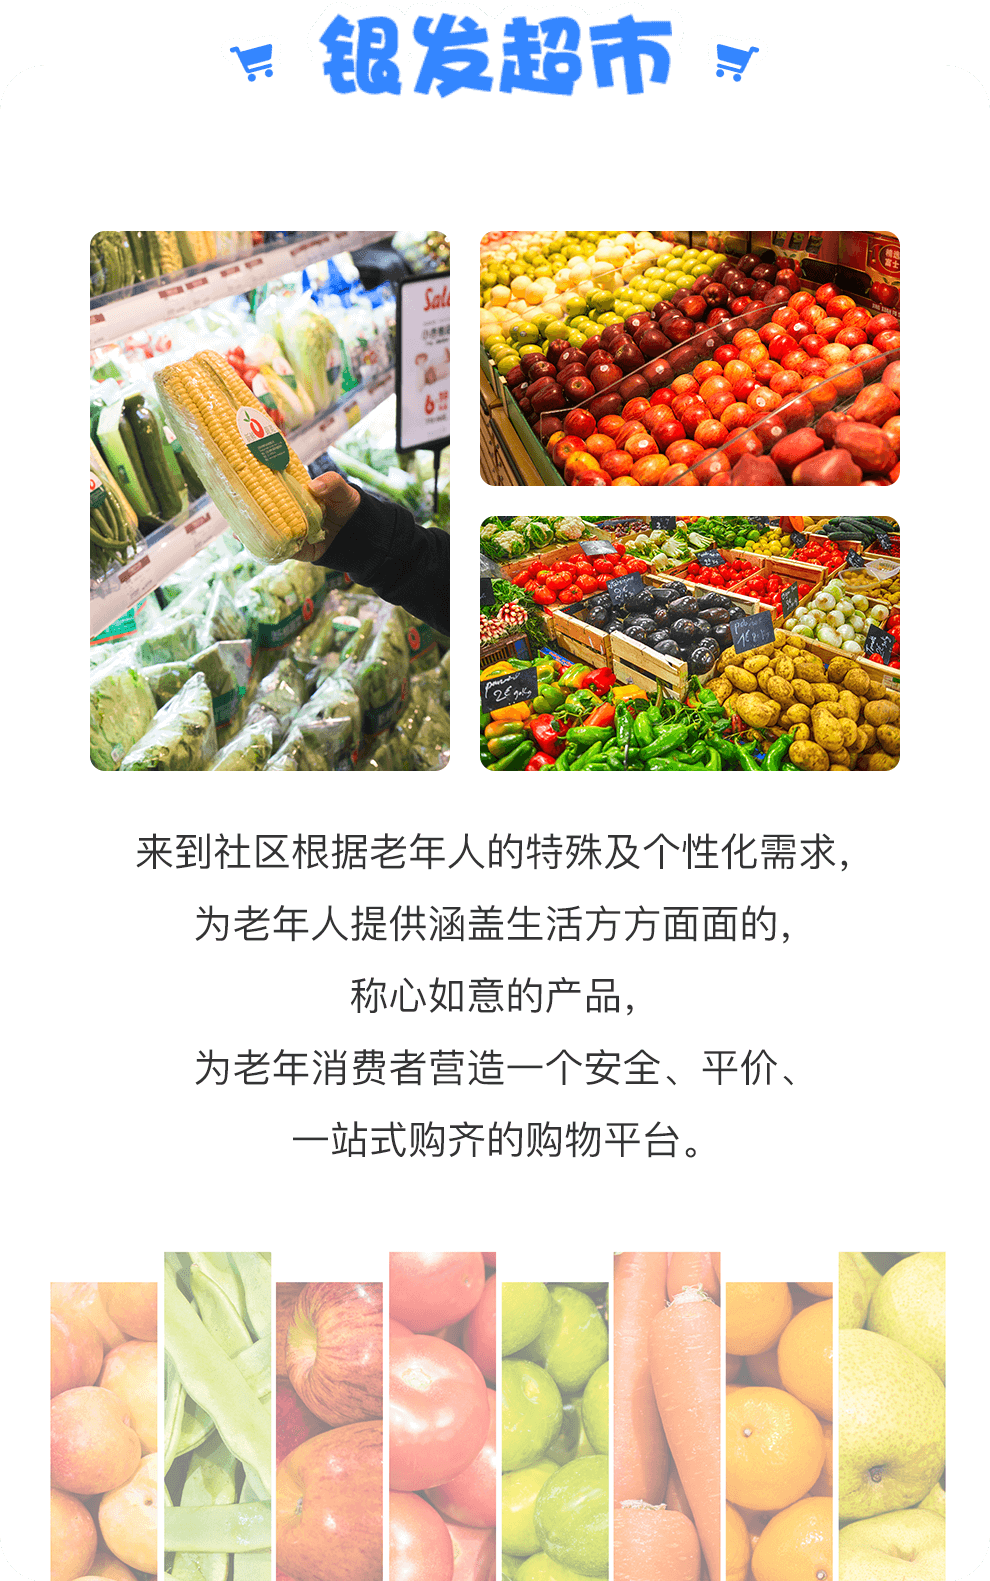 银发超市
Sale
6
2€
来到社区根据老年人的特殊及个性化需求，
为老年人提供涵盖生活方方面面的，
称心如意的产品，
为老年消费者营造一个安全、平价、
一站式购齐的购物平台。